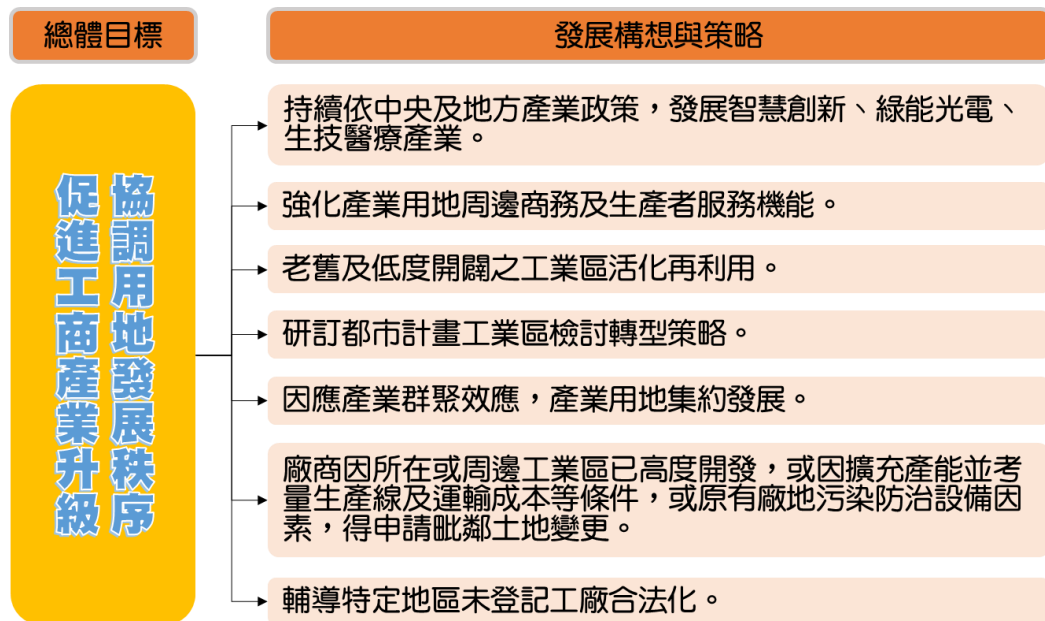 總體目標
發展構想與策略
協調用地發展秩序
促進工商產業升級
持續依中央及地方產業政策，發展智慧創新、綠能光電、
生技醫療產業。
強化產業用地周邊商務及生產者服務機能。
老舊及低度開闢之工業區活化再利用。
研訂都市計畫工業區檢討轉型策略。
因應產業群聚效應，產業用地集約發展。
廠商因所在或周邊工業區已高度開發，或因擴充產能並考
量生產線及運輸成本等條件，或原有廠地污染防治設備因
素，得申請毗鄰土地變更。
輔導特定地區未登記工廠合法化。